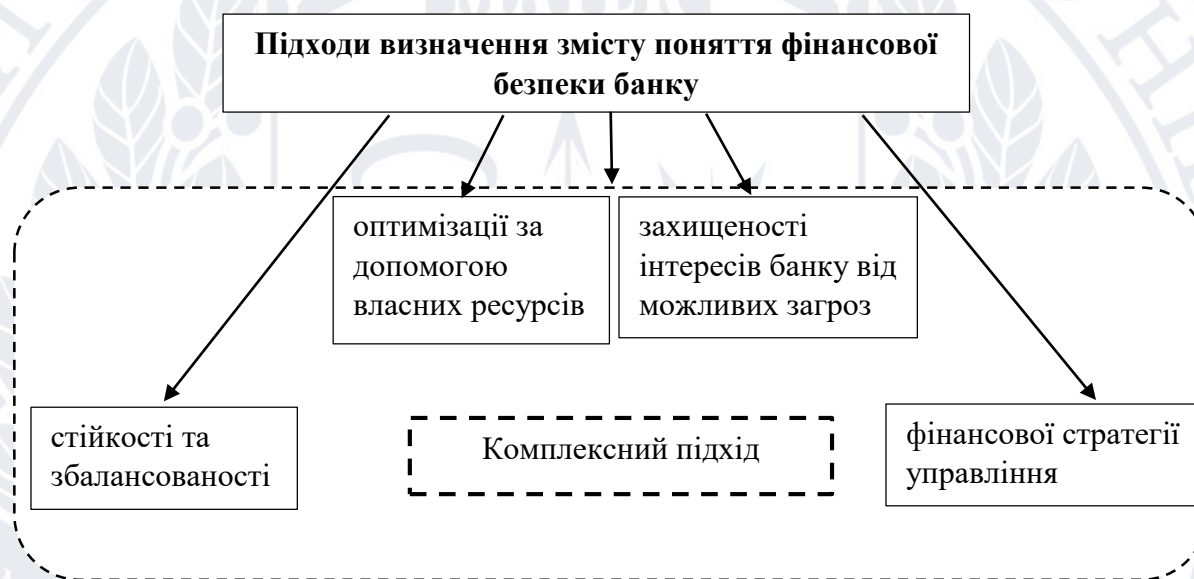 Підходи визначення змісту поняття фінансової
безпеки банку
оптимізації за
допомогою
власних ресурсів
захищеності
інтересів банку від
можливих загроз
стійкості та
збалансованості
Комплексний підхід
фінансової стратегії
управління